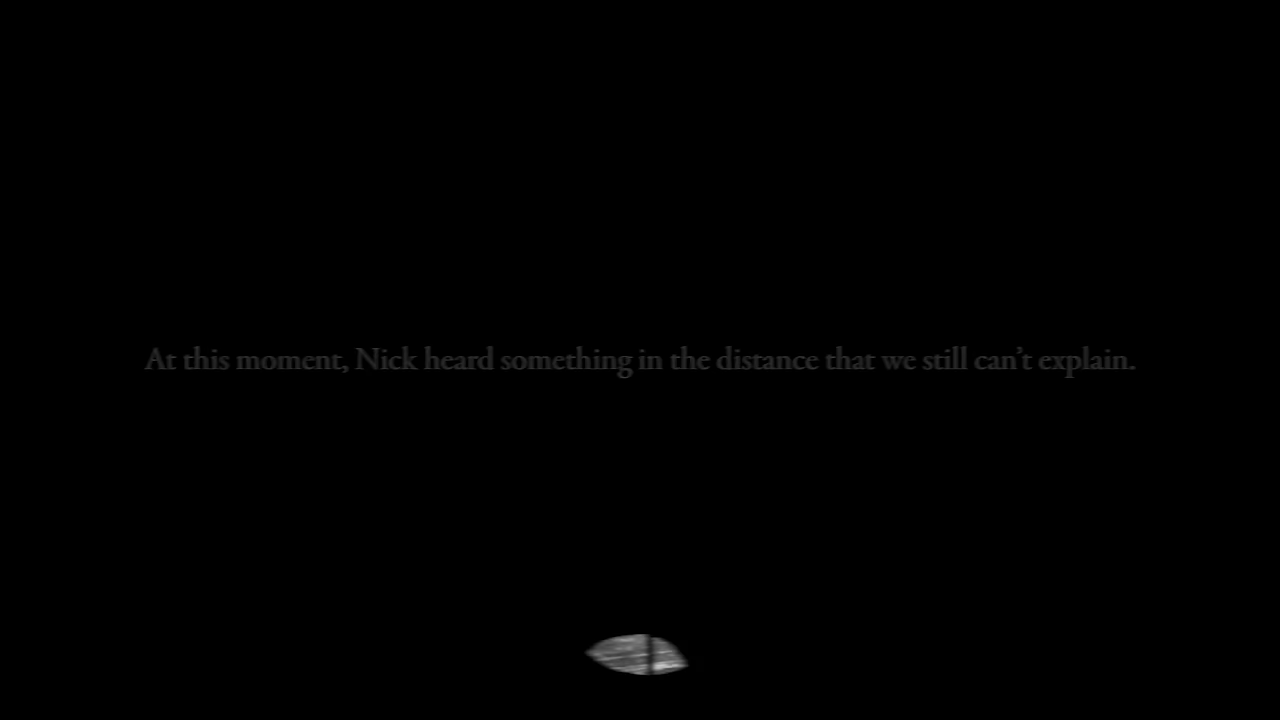 At this moment, Nick heard something in the distance that we still can’t explain.